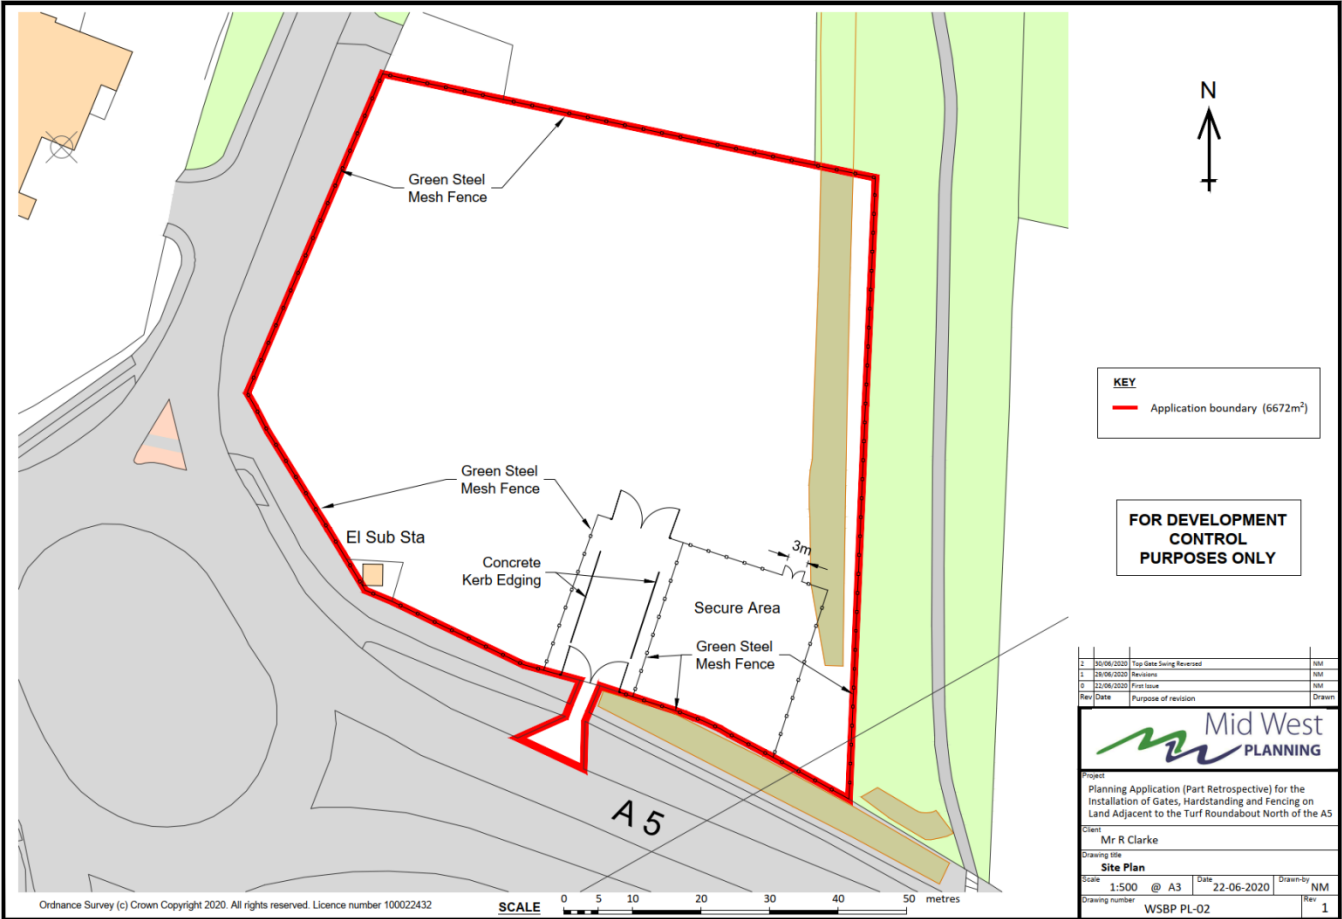 N
Green Steel
Mesh Fence
KEY
Application boundary (6672m²)
Green Steel
Mesh Fence
FOR DEVELOPMENT
CONTROL
PURPOSES ONLY
El Sub Sta
3m
Concrete
Kerb Edging
Secure Area
Green Steel
Mesh Fence
A 5
2 30/06/2020 Top Gate Swing Reversed NM
1 29/06/2020 Revisions NM
0 22/06/2020 First Issue NM
Rev Date Purpose of revision Drawn
Mid West
PLANNING
Project
Planning Application (Part Retrospective) for the
Installation of Gates, Hardstanding and Fencing on
Land Adjacent to the Turf Roundabout North of the A5
Client
Mr R Clarke
Drawing title
Site Plan
Scale 1:500 @ A3 Date 22-06-2020 Drawn-by NM
Drawing number WSBP PL-02 Rev 1
Ordnance Survey (c) Crown Copyright 2020. All rights reserved. Licence number 100022432
SCALE 0 5 10 20 30 40 50 metres